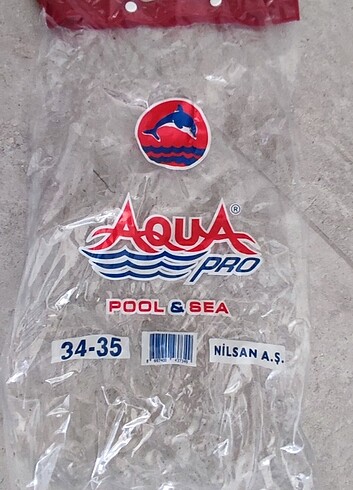 AQUA®
PRO
POOL & SEA
34-35
NİLSAN A.Ş.